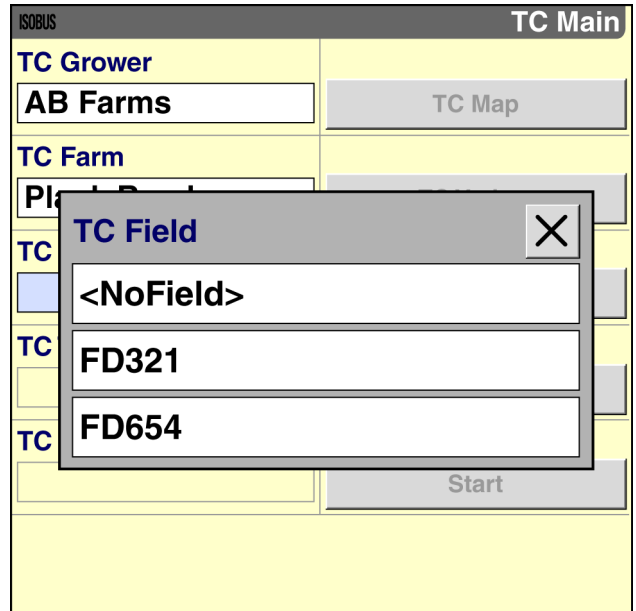 ISOBUS
TC Main
TC Grower
AB Farms
TC Map
TC Farm
TC Field
TC
<NoField>
FD321
TC
FD654
TC
Start